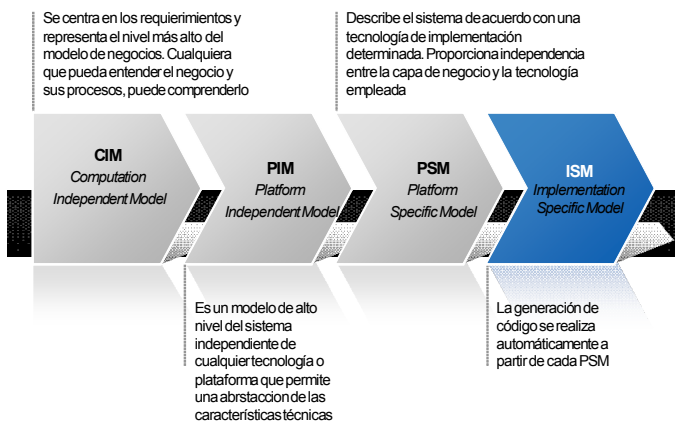 Se centra en los requierimientos y
representa el nivel más alto del
modelo de negocios. Cualquiera
que pueda entender el negocio y
sus procesos, puede comprenderlo
Describe el sistema de acuerdo con una
tecnología de implementación
determinada. Proporciona independencia
entre la capa de negocio y la tecnología
empleada
CIM
Computation
Independent Model
PIM
Platform
Independent Model
PSM
Platform
Specific Model
ISM
Implementation
Specific Model
Es un modelo de alto
nivel del sistema
independiente de
cualquier tecnología o
plataforma que permite
una abrstaccion de las
características técnicas
La generación de
código se realiza
automáticamente a
partir de cada PSM